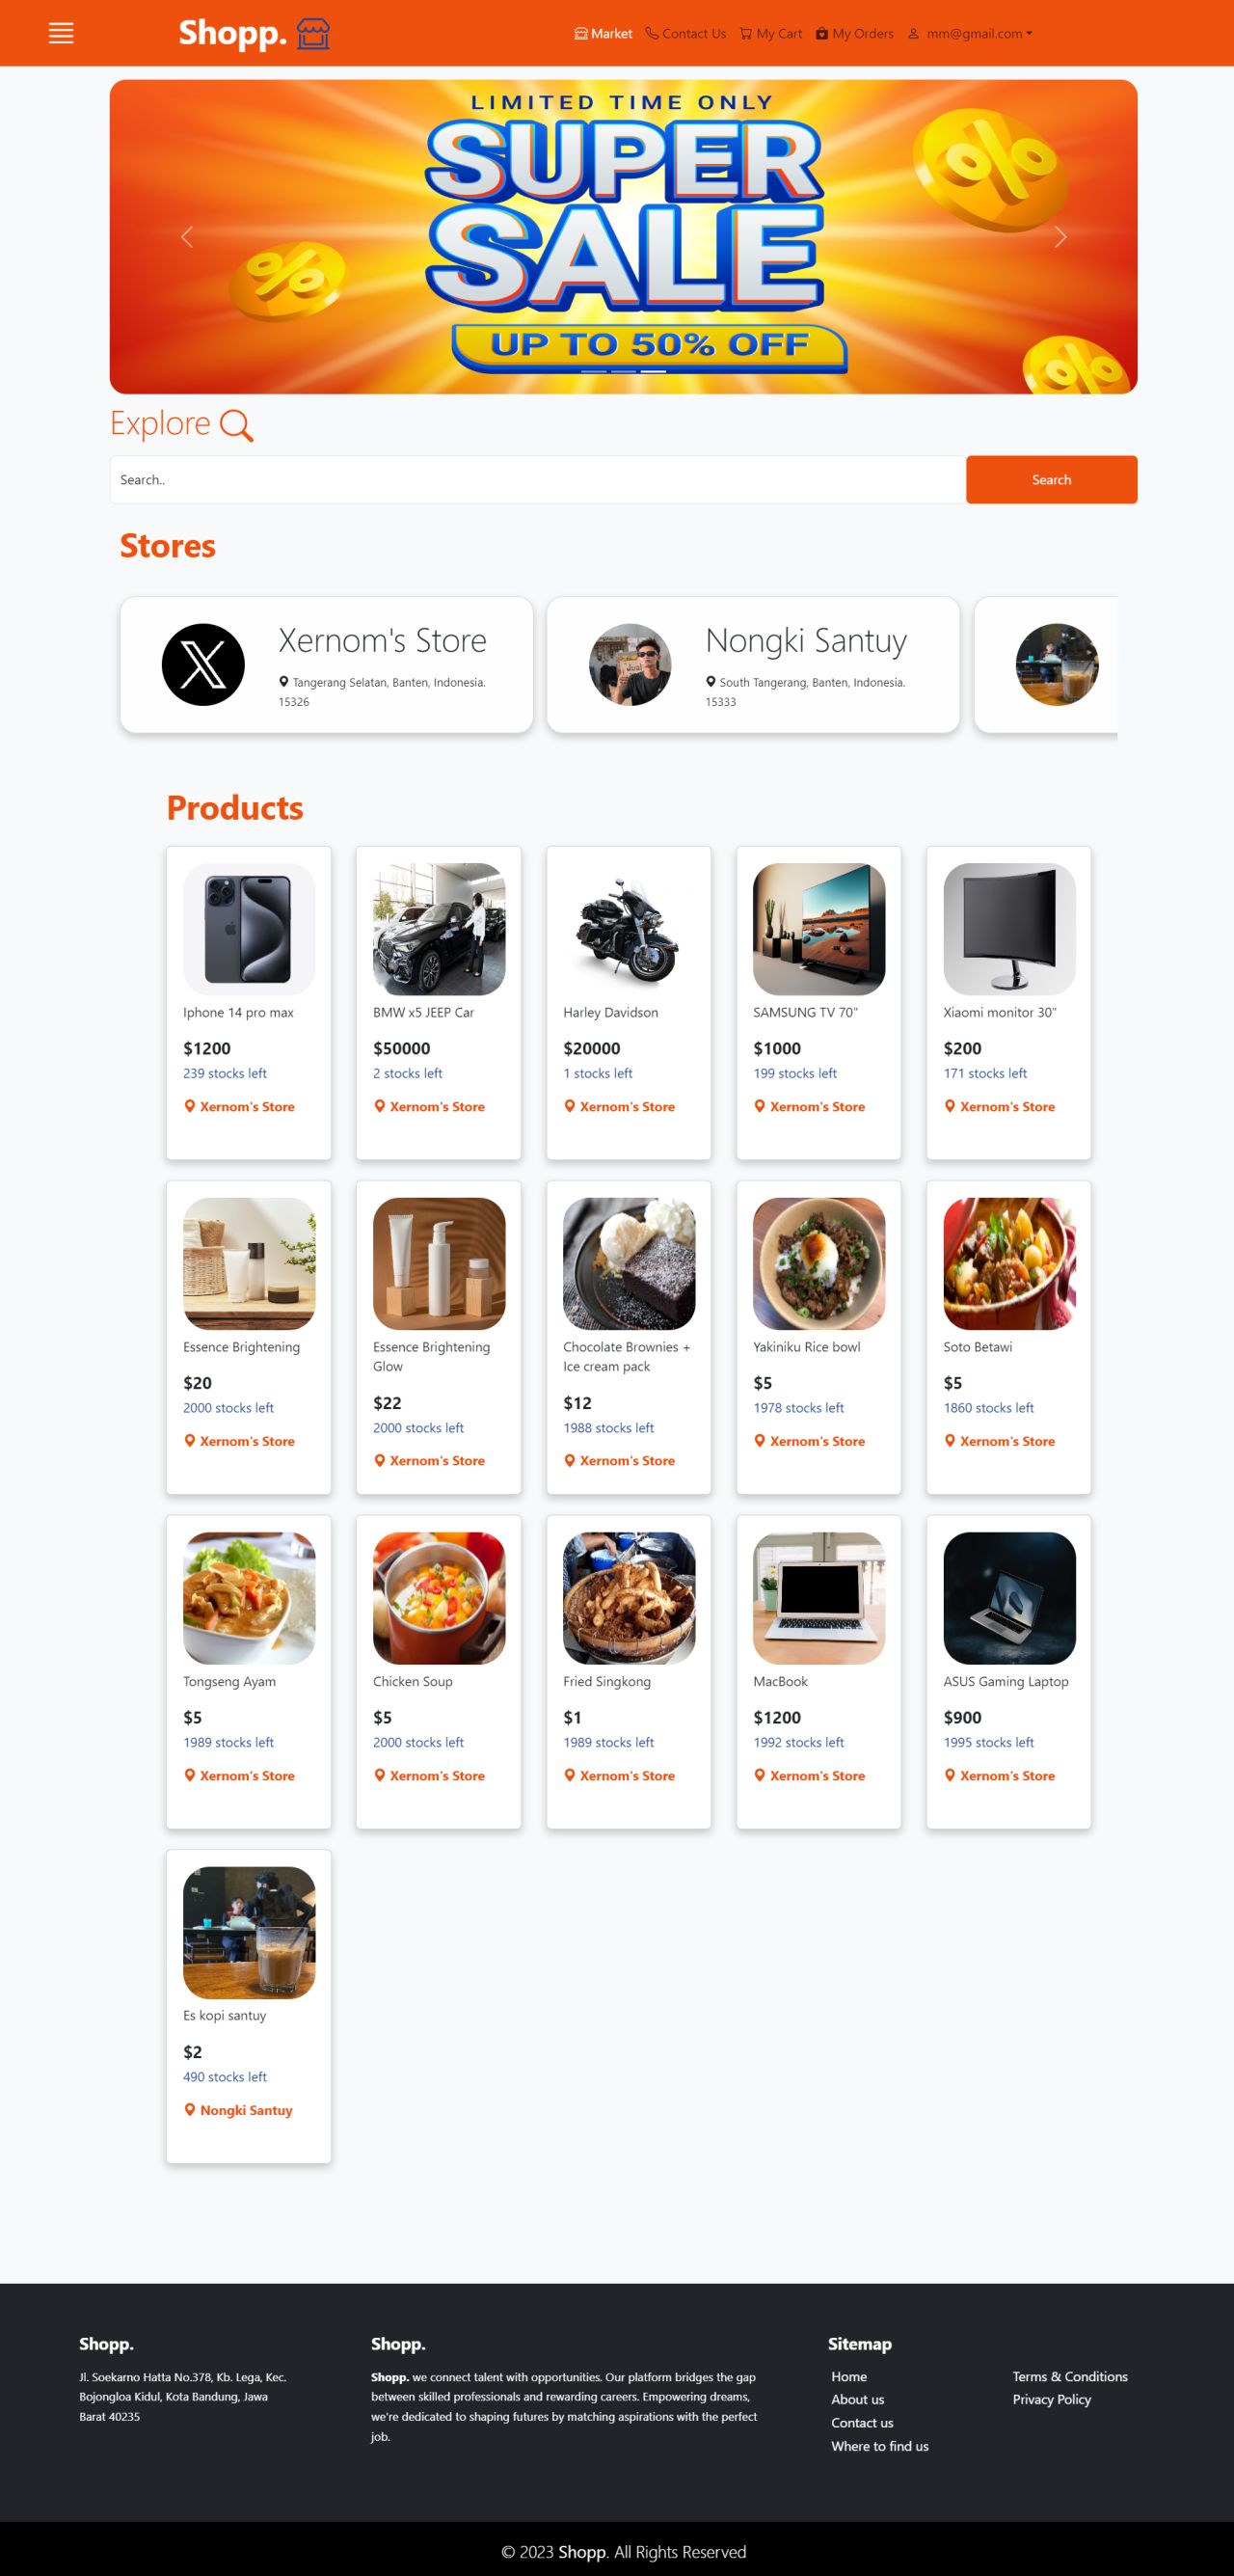 Shopp.
Market Contact Us My Cart My Orders mm@gmail.com
LIMITED TIME ONLY
SUPER
SALE
UP TO 50% OFF
Explore
Search..
Search
Stores
Xernom's Store
Tangerang Selatan, Banten, Indonesia.
15326
Nongki Santuy
South Tangerang, Banten, Indonesia.
15333
Products
Iphone 14 pro max
$1200
239 stocks left
Xernom's Store
BMW x5 JEEP Car
$50000
2 stocks left
Xernom's Store
Harley Davidson
$20000
1 stocks left
Xernom's Store
SAMSUNG TV 70"
$1000
199 stocks left
Xernom's Store
Xiaomi monitor 30"
$200
171 stocks left
Xernom's Store
Essence Brightening
$20
2000 stocks left
Xernom's Store
Essence Brightening
Glow
$22
2000 stocks left
Xernom's Store
Chocolate Brownies +
Ice cream pack
$12
1988 stocks left
Xernom's Store
Yakiniku Rice bowl
$5
1978 stocks left
Xernom's Store
Soto Betawi
$5
1860 stocks left
Xernom's Store
Tongseng Ayam
$5
1989 stocks left
Xernom's Store
Chicken Soup
$5
2000 stocks left
Xernom's Store
Fried Singkong
$1
1989 stocks left
Xernom's Store
MacBook
$1200
1992 stocks left
Xernom's Store
ASUS Gaming Laptop
$900
1995 stocks left
Xernom's Store
Es kopi santuy
$2
490 stocks left
Nongki Santuy
Shopp.
Jl. Soekarno Hatta No.378, Kb. Lega, Kec.
Bojongloa Kidul, Kota Bandung, Jawa
Barat 40235
Shopp.
Shopp. we connect talent with opportunities. Our platform bridges the gap
between skilled professionals and rewarding careers. Empowering dreams,
we're dedicated to shaping futures by matching aspirations with the perfect
job.
Sitemap
Home
About us
Contact us
Where to find us
Terms & Conditions
Privacy Policy
© 2023 Shopp. All Rights Reserved